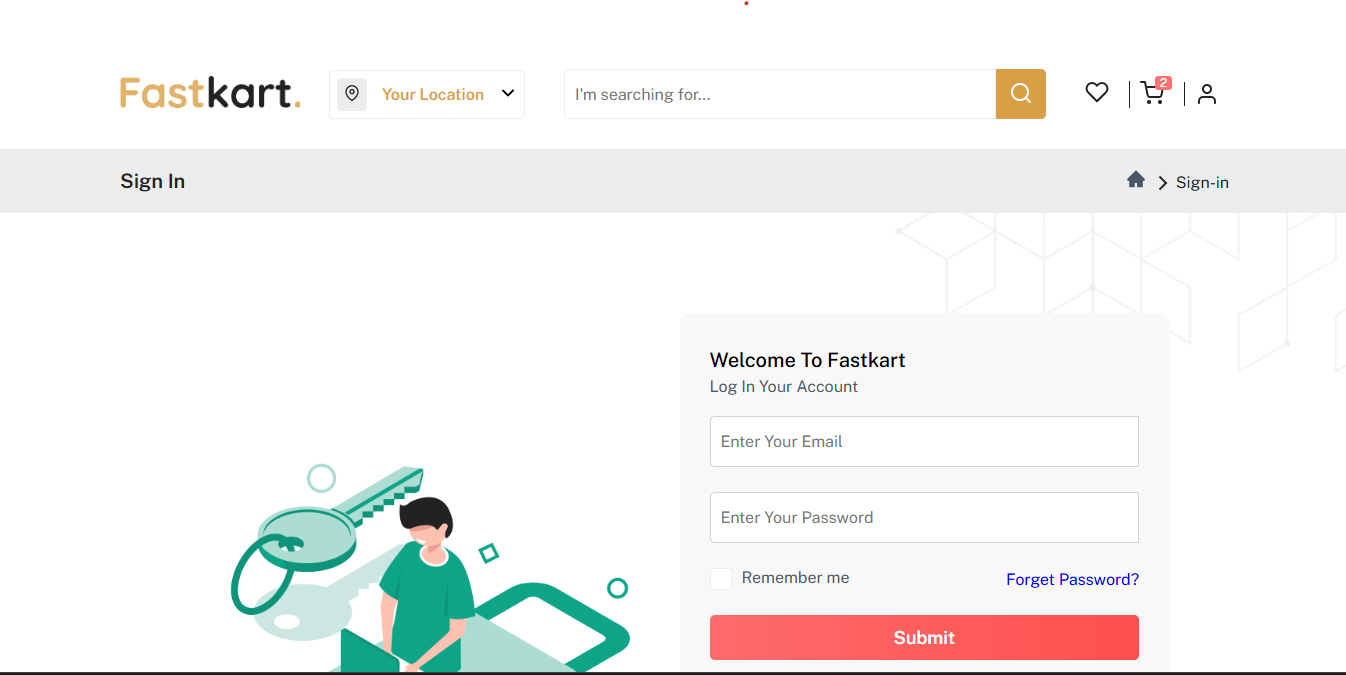 Fastkart.
Your Location
I'm searching for...
2
Sign In
Sign-in
Welcome To Fastkart
Log In Your Account
Enter Your Email
Enter Your Password
Remember me
Forget Password?
Submit